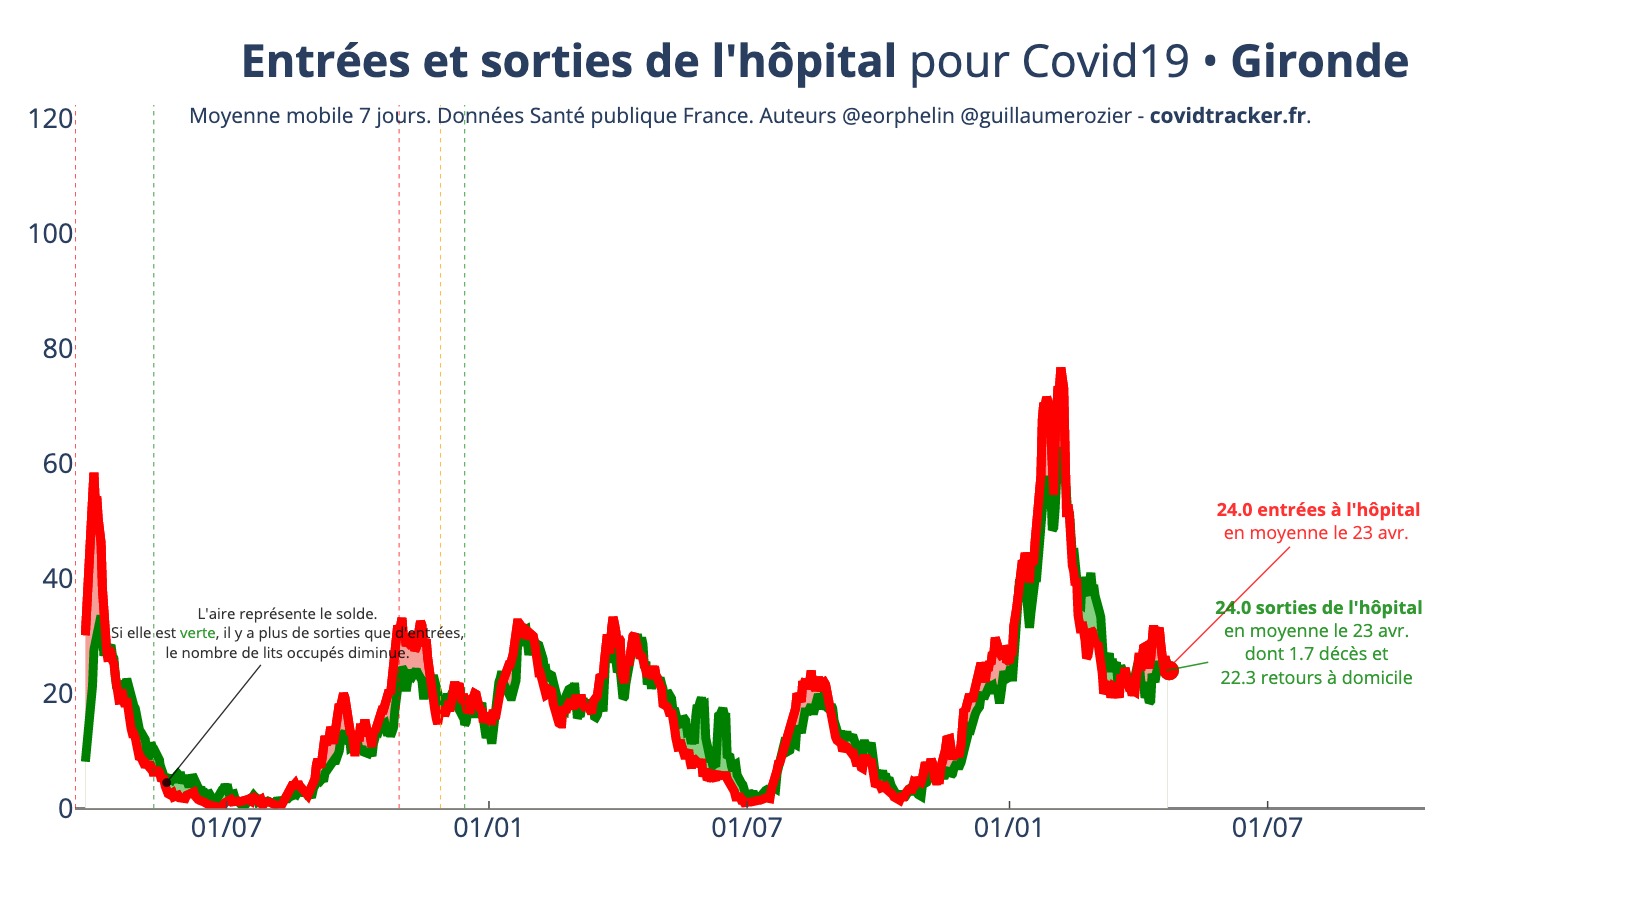 Entrées et sorties de l'hôpital pour Covid19 • Gironde
Moyenne mobile 7 jours. Données Santé publique France. Auteurs @eorphelin @guillaumerozier - covidtracker.fr.
120
100
80
60
40
20
0
L'aire représente le solde.
Si elle est verte, il y a plus de sorties que d'entrées,
le nombre de lits occupés diminue.
24.0 entrées à l'hôpital
en moyenne le 23 avr.
24.0 sorties de l'hôpital
en moyenne le 23 avr.
dont 1.7 décès et
22.3 retours à domicile
01/07
01/01
01/07
01/01
01/07